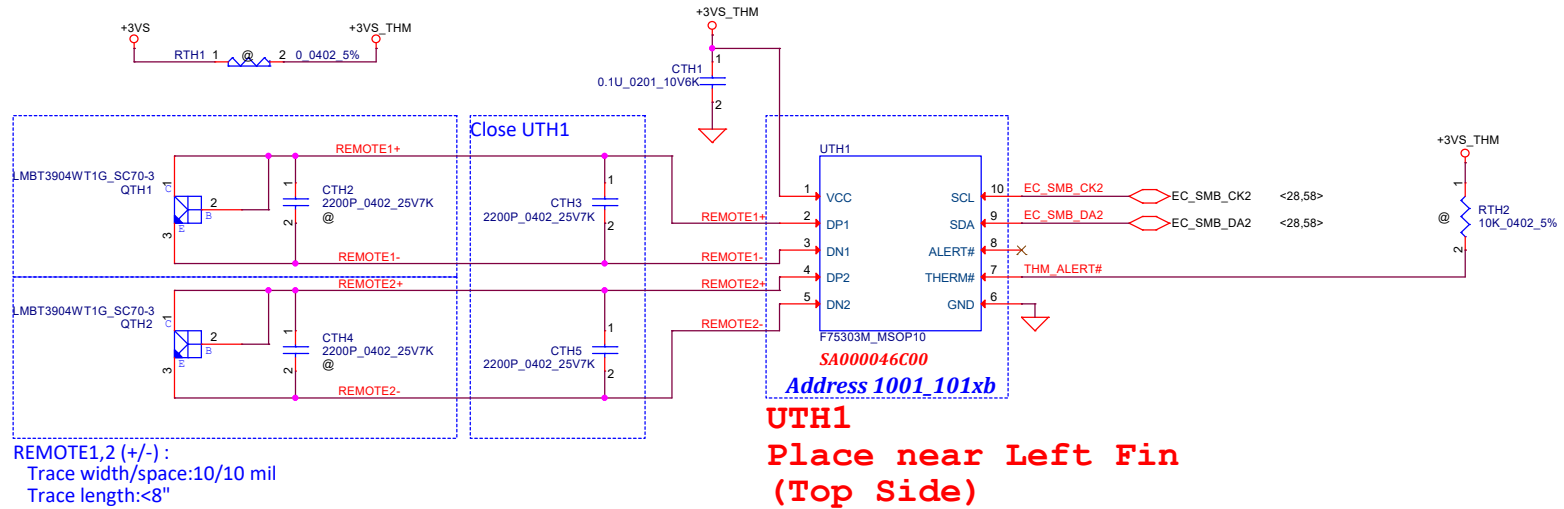 +3VS
+3VS_THM
RTH1 1 @ 2 0_0402_5%
+3VS_THM
1
CTH1
0.1U_0201_10V6K
2
Close UTH1
REMOTE1+
LMBT3904WT1G_SC70-3
QTH1
1
C
2
B
E
3
1
CTH2
2200P_0402_25V7K
@
2
1
CTH3
2200P_0402_25V7K
2
REMOTE1-
REMOTE2+
LMBT3904WT1G_SC70-3
QTH2
1
C
2
B
E
3
1
CTH4
2200P_0402_25V7K
@
2
1
CTH5
2200P_0402_25V7K
2
REMOTE2-
REMOTE1+
REMOTE1-
REMOTE2+
REMOTE2-
UTH1
1 VCC
2 DP1
3 DN1
4 DP2
5 DN2
SCL 10
SDA 9
ALERT# 8
THERM# 7
GND 6
F75303M_MSOP10
SA000046C00
Address 1001_101xb
EC_SMB_CK2
EC_SMB_CK2 <28,58>
EC_SMB_DA2
EC_SMB_DA2 <28,58>
THM_ALERT#
+3VS_THM
1
@
RTH2
10K_0402_5%
2
UTH1
Place near Left Fin
(Top Side)
REMOTE1,2 (+/-) :
Trace width/space:10/10 mil
Trace length:<8"